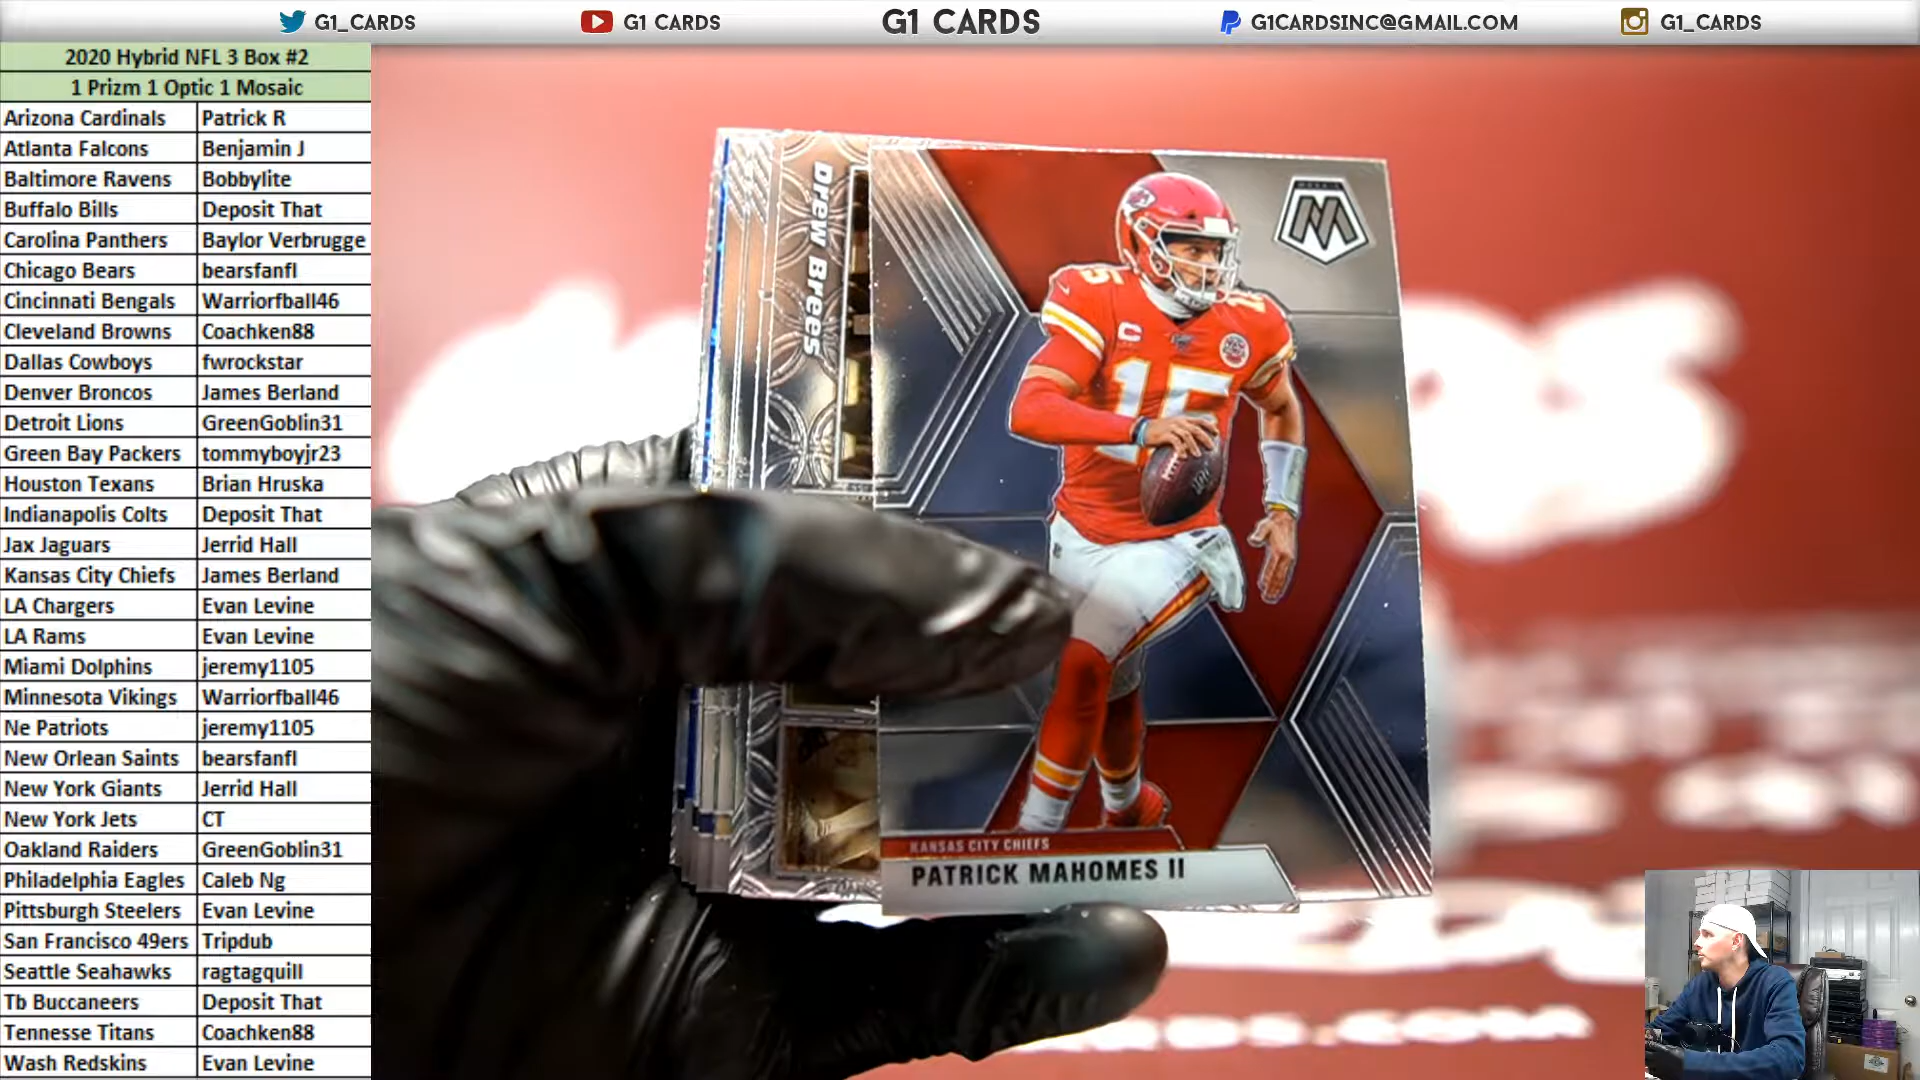 G1_CARDS
G1 CARDS
G1 CARDS
G1CARDSINC@GMAIL.COM
G1_CARDS
2020 Hybrid NFL 3 Box #2
1 Prizm 1 Optic 1 Mosaic
Arizona Cardinals Patrick R
Atlanta Falcons Benjamin J
Baltimore Ravens Bobbylite
Buffalo Bills Deposit That
Carolina Panthers Baylor Verbrugge
Chicago Bears bearsfanfl
Cincinnati Bengals Warriorfball46
Cleveland Browns Coachken88
Dallas Cowboys fwrockstar
Denver Broncos James Berland
Detroit Lions GreenGoblin31
Green Bay Packers tommyboyjr23
Houston Texans Brian Hruska
Indianapolis Colts Deposit That
Jax Jaguars Jerrid Hall
Kansas City Chiefs James Berland
LA Chargers Evan Levine
LA Rams Evan Levine
Miami Dolphins jeremy1105
Minnesota Vikings Warriorfball46
Ne Patriots jeremy1105
New Orlean Saints bearsfanfl
New York Giants Jerrid Hall
New York Jets CT
Oakland Raiders GreenGoblin31
Philadelphia Eagles Caleb Ng
Pittsburgh Steelers Evan Levine
San Francisco 49ers Tripdub
Seattle Seahawks ragtagquill
Tb Buccaneers Deposit That
Tennesse Titans Coachken88
Wash Redskins Evan Levine
Drew Brees
M
15
C
15
KANSAS CITY CHIEFS
PATRICK MAHOMES II